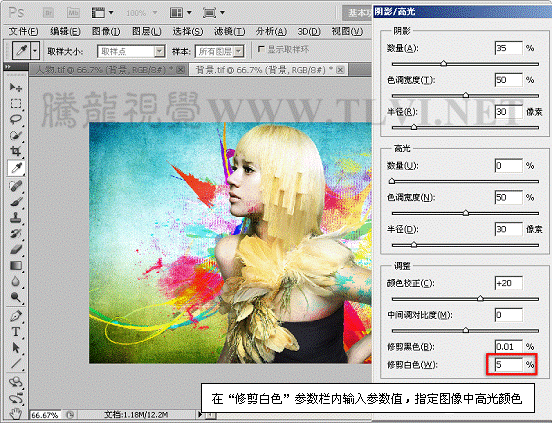 Ps
100%
基本功
文件(F) 编辑(E) 图像(I) 图层(L) 选择(S) 滤镜(T) 分析(A) 3D(D) 视图(V)
取样大小: 取样点 样本: 所有图层 显示取样环
人物.tif @ 66.7% (背景, RGB/8#) *
背景.tif @ 66.7% (背景, RGB/8#) *
騰龍視覺 WWW.TLVI.NET
66.67% 文档:1.18M/12.2M
阴影/高光
阴影
数量(A): 35 %
色调宽度(T): 50 %
半径(R): 30 像素
高光
数量(U): 0 %
色调宽度(N): 50 %
半径(D): 30 像素
调整
颜色校正(C): +20
中间调对比度(M): 0
修剪黑色(B): 0.01 %
修剪白色(W): 5 %
在“修剪白色”参数栏内输入参数值，指定图像中高光颜色